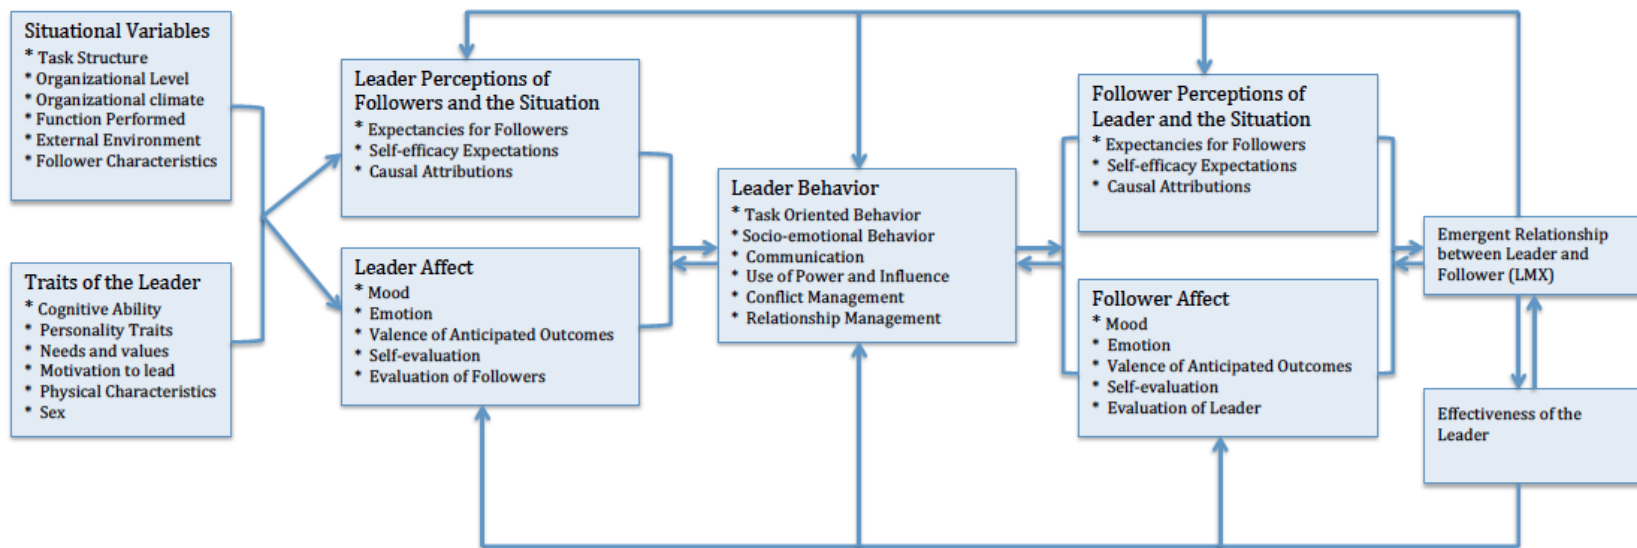 Situational Variables
* Task Structure
* Organizational Level
* Organizational climate
* Function Performed
* External Environment
* Follower Characteristics
Traits of the Leader
* Cognitive Ability
* Personality Traits
* Needs and values
* Motivation to lead
* Physical Characteristics
* Sex
Leader Perceptions of
Followers and the Situation
* Expectancies for Followers
* Self-efficacy Expectations
* Causal Attributions
Leader Affect
* Mood
* Emotion
* Valence of Anticipated Outcomes
* Self-evaluation
* Evaluation of Followers
Leader Behavior
* Task Oriented Behavior
* Socio-emotional Behavior
* Communication
* Use of Power and Influence
* Conflict Management
* Relationship Management
Follower Perceptions of
Leader and the Situation
* Expectancies for Followers
* Self-efficacy Expectations
* Causal Attributions
Follower Affect
* Mood
* Emotion
* Valence of Anticipated Outcomes
* Self-evaluation
* Evaluation of Leader
Emergent Relationship
between Leader and
Follower (LMX)
Effectiveness of the
Leader